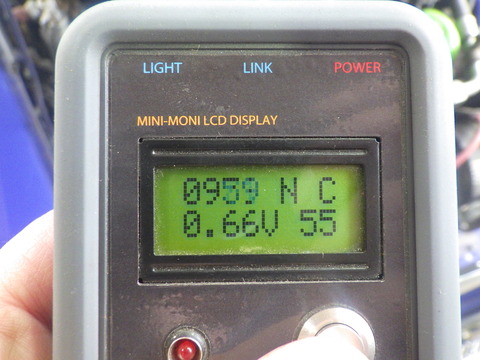 LIGHT LINK POWER
MINI-MONI LCD DISPLAY
0959 N C
0.66V 55